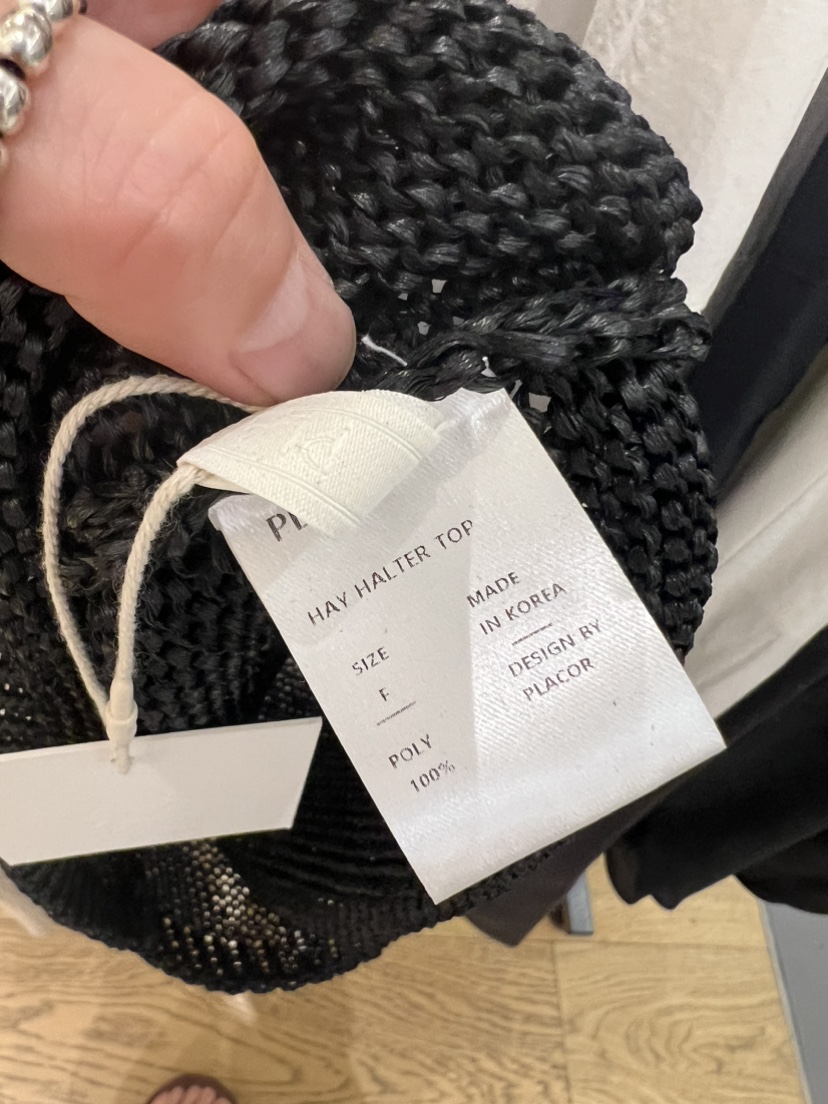 HAY HALTER TOP
SIZE
F
POLY
100%
MADE
IN KOREA
DESIGN BY
PLACOR